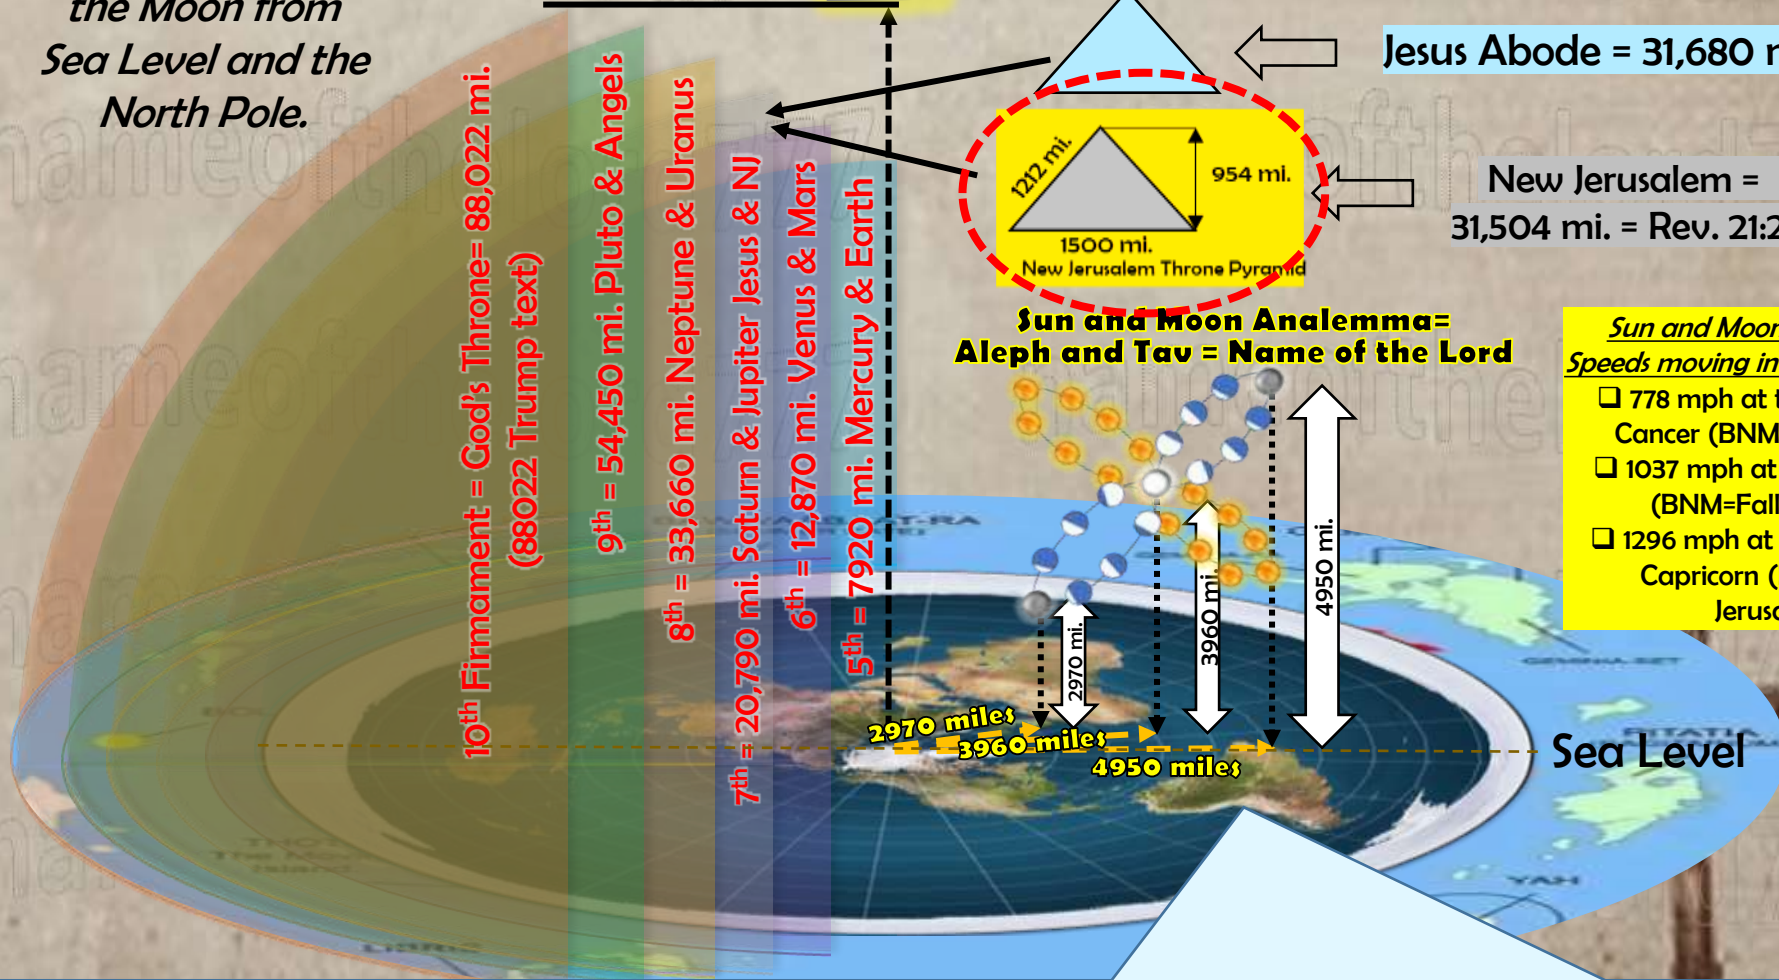 the Moon from
Sea Level and the
North Pole.
10th Firmament = God's Throne= 88,022 mi.
(88022 Trump text)
9th = 54,450 mi. Pluto & Angels
8th = 33,660 mi. Neptune & Uranus
7th = 20,790 mi. Saturn & Jupiter Jesus & NJ
6th = 12,870 mi. Venus & Mars
5th = 7920 mi. Mercury & Earth
Jesus Abode = 31,680
1212 mi.
954 mi.
1500 mi.
New Jerusalem Throne Pyramid
New Jerusalem =
31,504 mi. = Rev. 21:2
Sun and Moon Analemma=
Aleph and Tav = Name of the Lord
Sun and Moon
Speeds moving in
778 mph at
Cancer (BNM
1037 mph at
(BNM=Fall
1296 mph at
Capricorn (
2970 mi.
3960 mi.
4950 mi.
2970 miles
3960 miles
4950 miles
Sea Level
GEMMA-SET
YAH